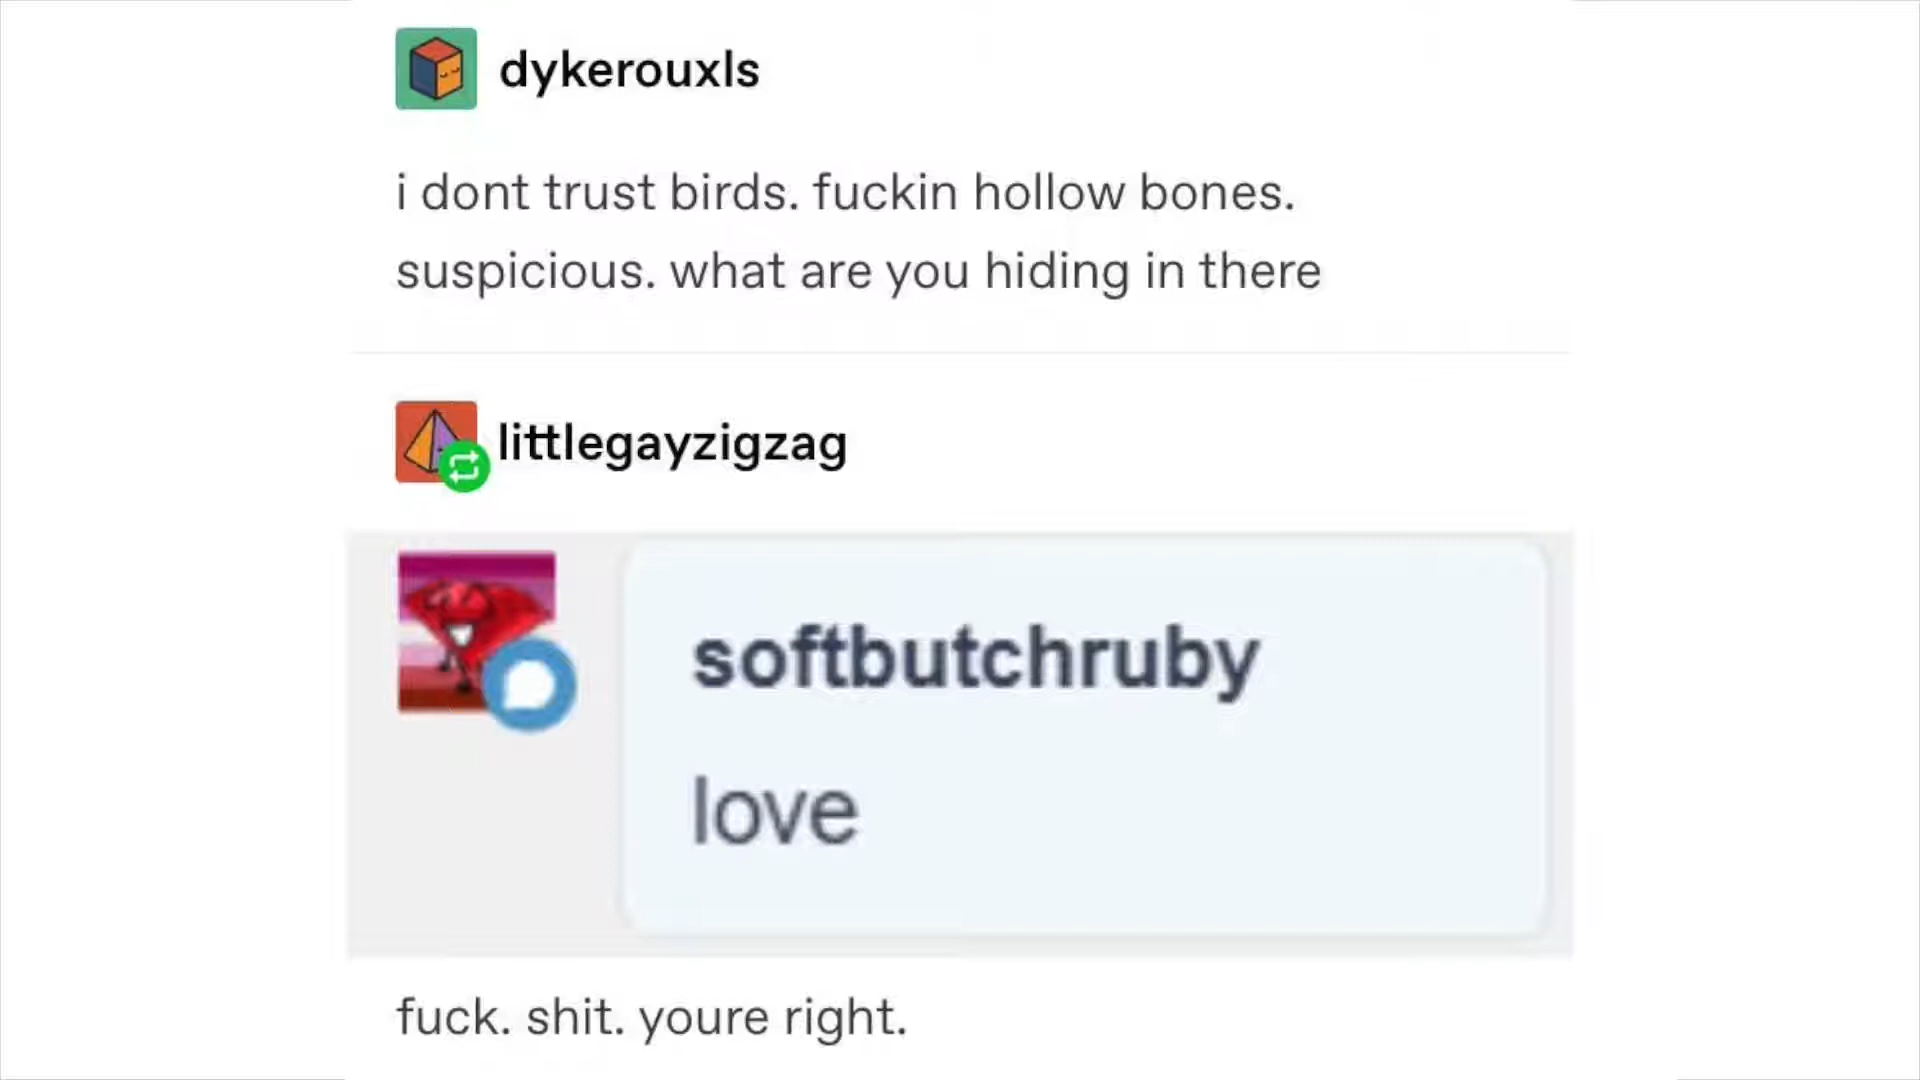 dykerouxls
i dont trust birds. fuckin hollow bones.
suspicious. what are you hiding in there
littlegayzigzag
softbutchruby
love
fuck. shit. youre right.